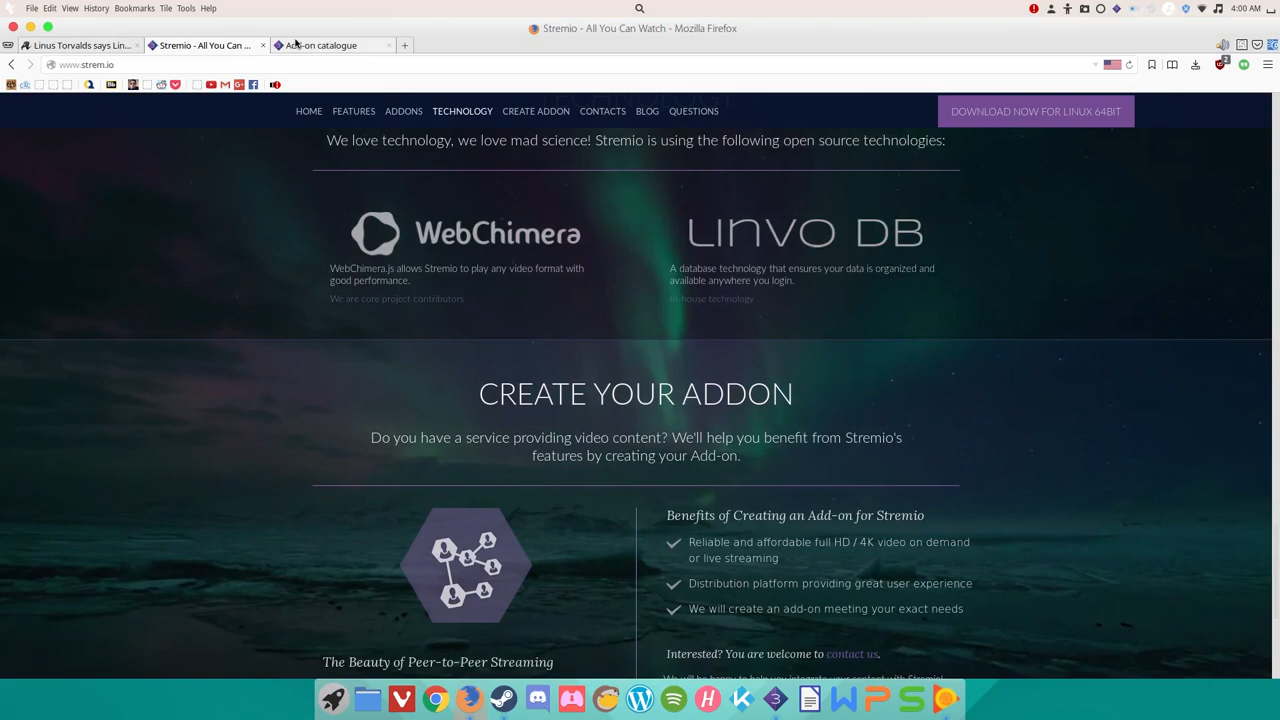 File Edit View History Bookmarks Tile Tools Help
4:00 AM
Stremio - All You Can Watch - Mozilla Firefox
Linus Torvalds says Lin...
Stremio - All You Can ...
Add-on catalogue
www.strem.io
HOME FEATURES ADDONS TECHNOLOGY CREATE ADDON CONTACTS BLOG QUESTIONS
DOWNLOAD NOW FOR LINUX 64BIT
We love technology, we love mad science! Stremio is using the following open source technologies:
WebChimera
WebChimera.js allows Stremio to play any video format with
good performance.
We are core project contributors
LINVO DB
A database technology that ensures your data is organized and
available anywhere you login.
In-house technology
CREATE YOUR ADDON
Do you have a service providing video content? We'll help you benefit from Stremio's
features by creating your Add-on.
The Beauty of Peer-to-Peer Streaming
Benefits of Creating an Add-on for Stremio
Reliable and affordable full HD / 4K video on demand
or live streaming
Distribution platform providing great user experience
We will create an add-on meeting your exact needs
Interested? You are welcome to contact us.